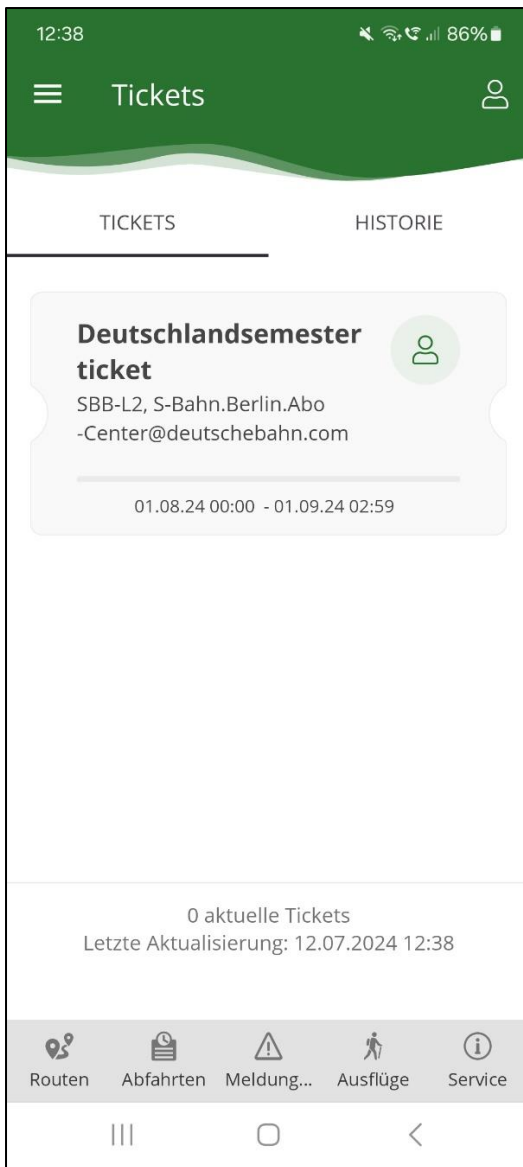 12:38
86%
Tickets
TICKETS
HISTORIE
Deutschlandsemester
ticket
SBB-L2, S-Bahn.Berlin.Abo
-Center@deutschebahn.com
01.08.24 00:00 - 01.09.24 02:59
0 aktuelle Tickets
Letzte Aktualisierung: 12.07.2024 12:38
Routen
Abfahrten
Meldung...
Ausflüge
Service